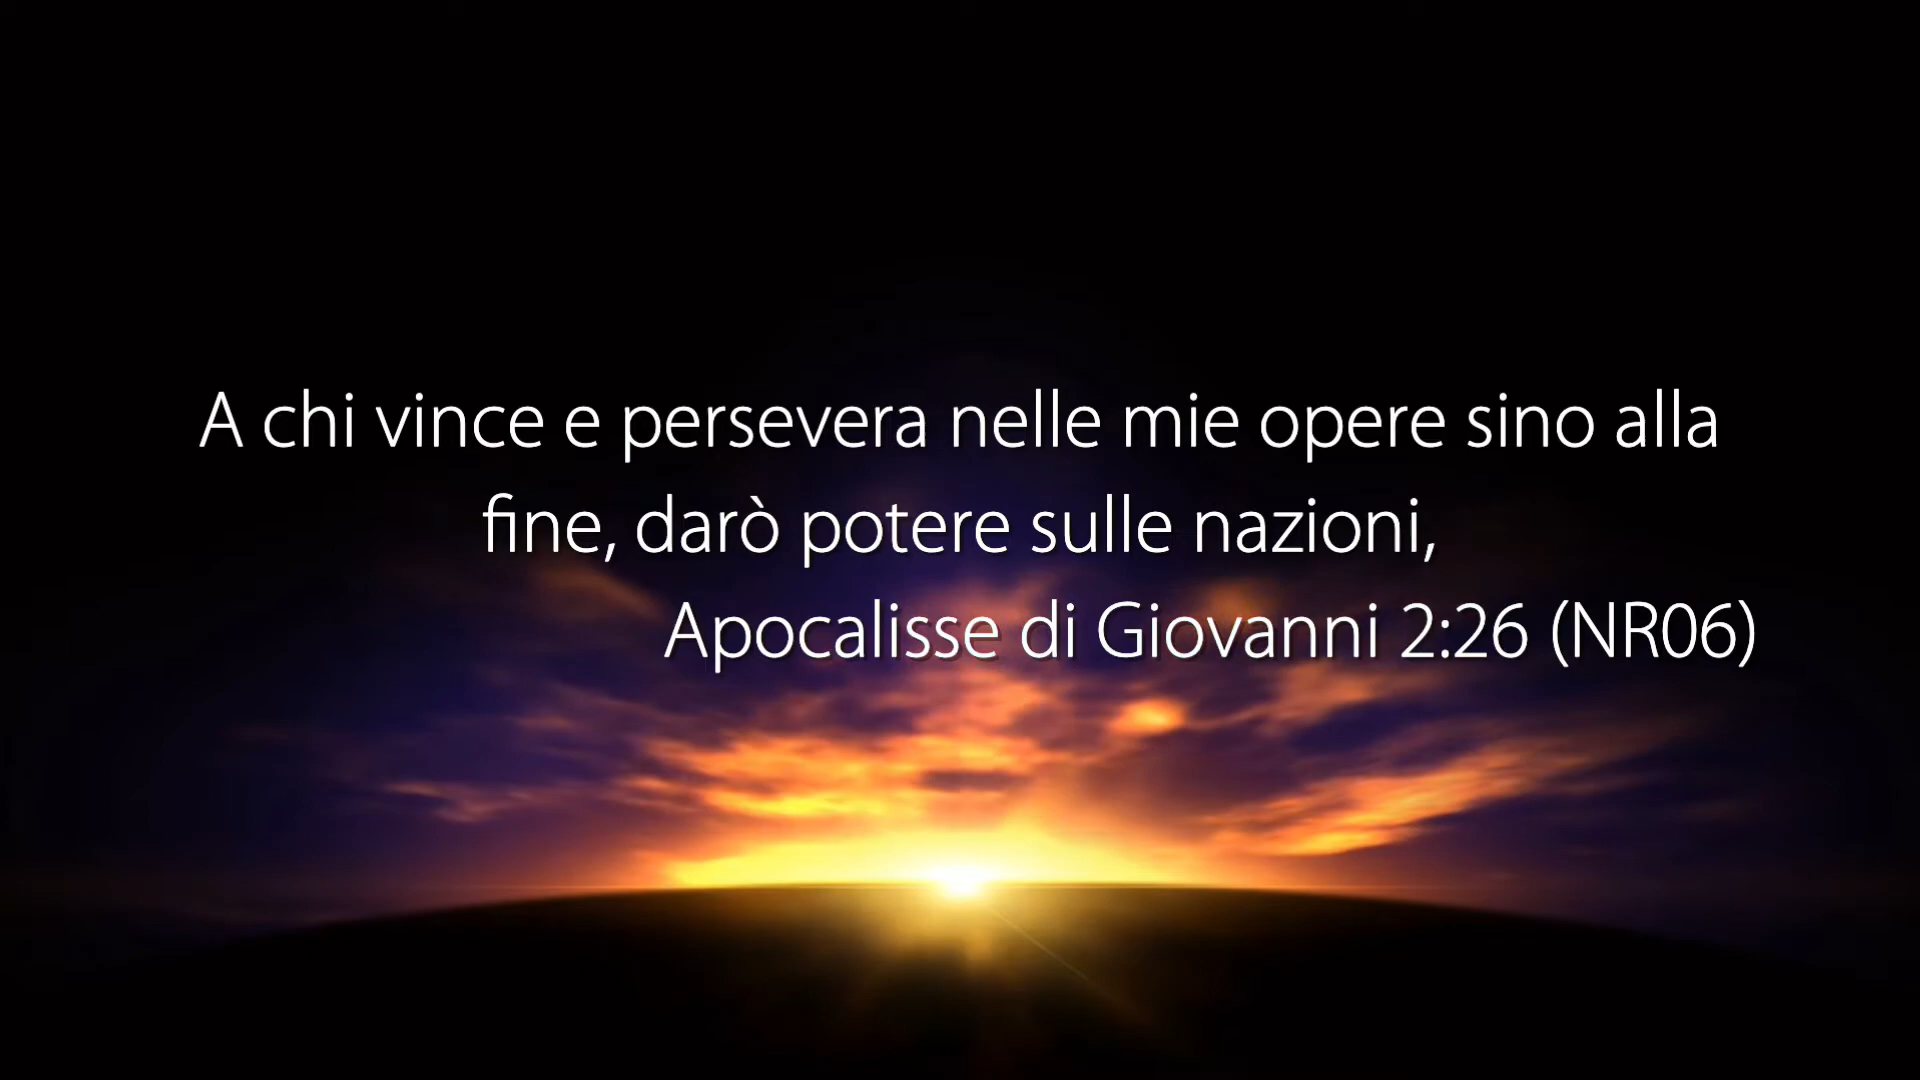 A chi vince e persevera nelle mie opere sino alla
fine, darò potere sulle nazioni,
Apocalisse di Giovanni 2:26 (NR06)